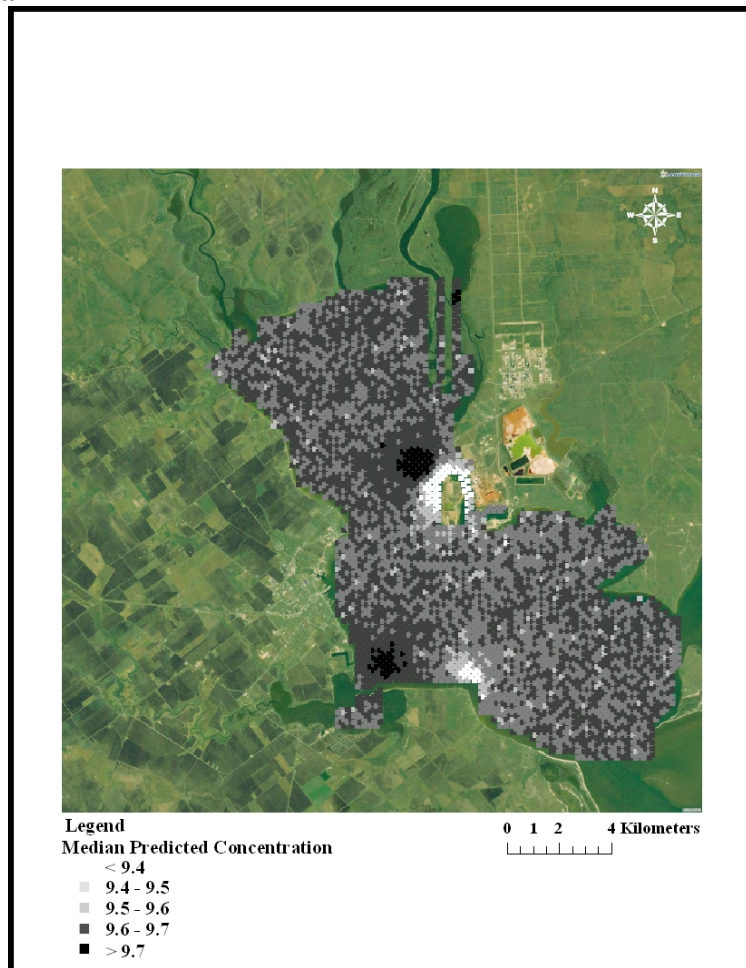 N
W E
S
Legend
0 1 2 4 Kilometers
Median Predicted Concentration
< 9.4
9.4 - 9.5
9.5 - 9.6
9.6 - 9.7
> 9.7